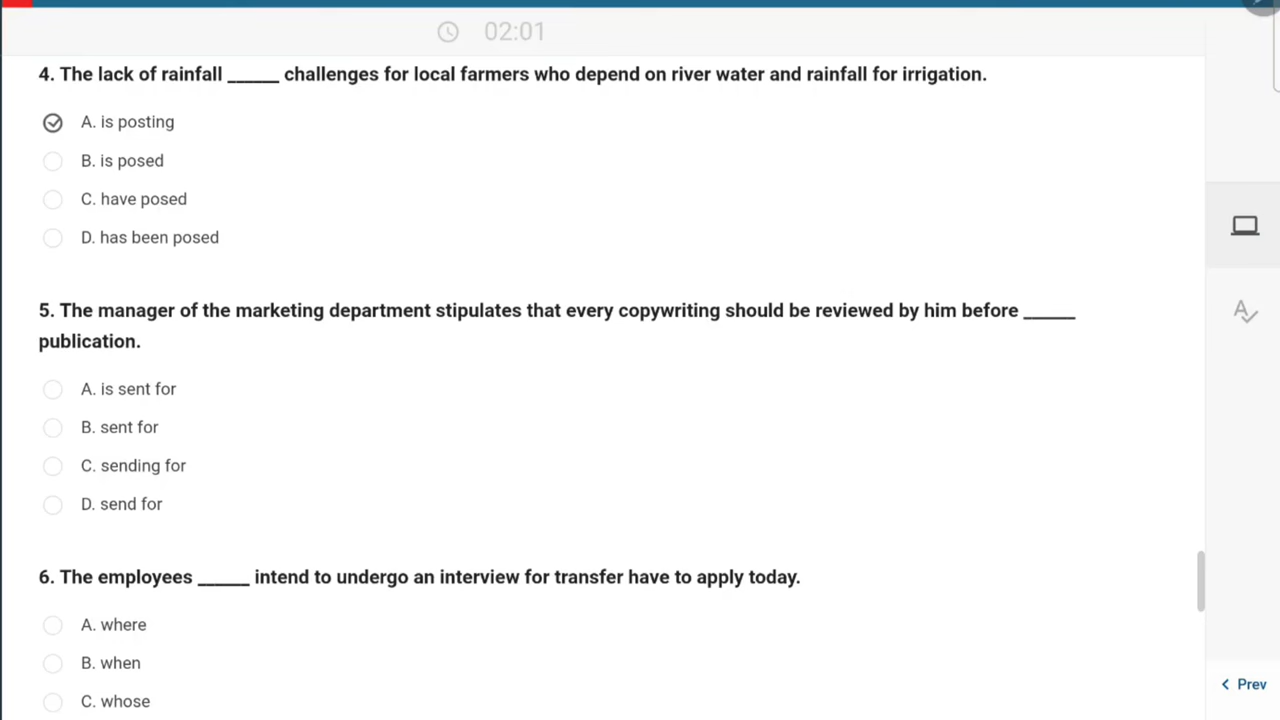 02:01
4. The lack of rainfall ______ challenges for local farmers who depend on river water and rainfall for irrigation.
A. is posting
B. is posed
C. have posed
D. has been posed
5. The manager of the marketing department stipulates that every copywriting should be reviewed by him before ______
publication.
A. is sent for
B. sent for
C. sending for
D. send for
6. The employees ______ intend to undergo an interview for transfer have to apply today.
A. where
B. when
C. whose
< Prev